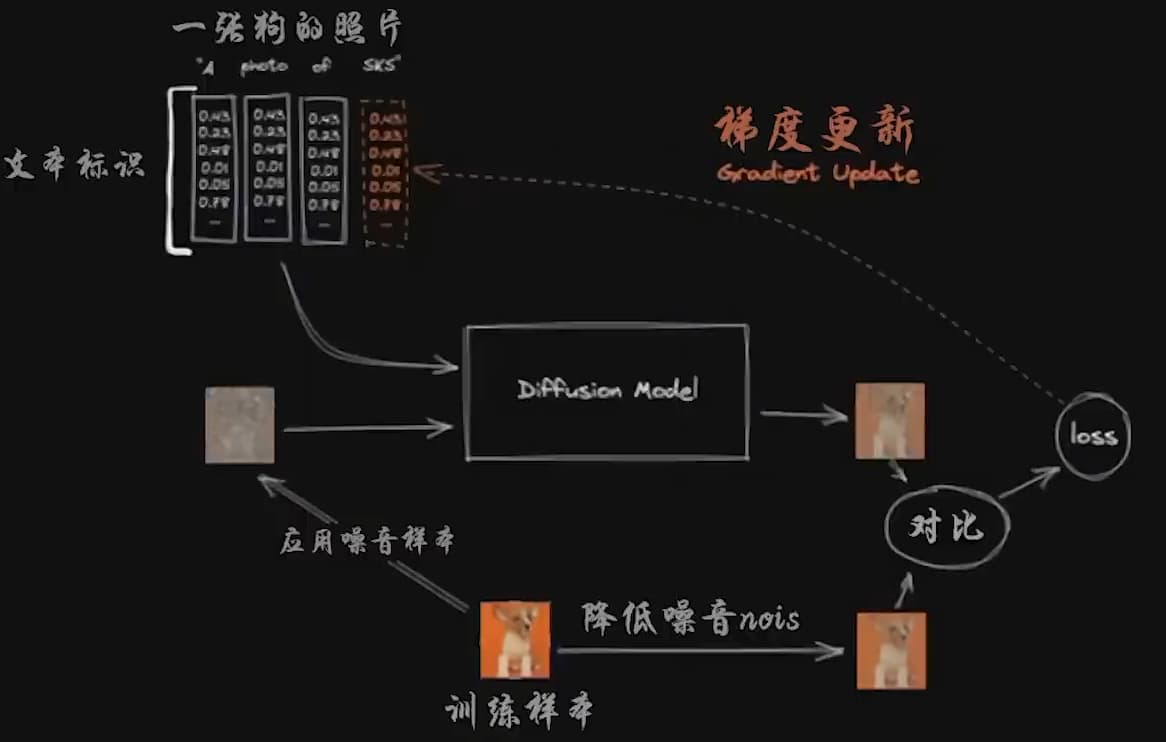 一张狗的照片
"A photo of SKS"
文本标识
0.43 0.43 0.43 0.43
0.23 0.23 0.23 0.23
0.48 0.48 0.48 0.48
0.01 0.01 0.01 0.01
0.05 0.05 0.05 0.05
0.78 0.78 0.78 0.78
... ... ... ...
梯度更新
Gradient Update
Diffusion Model
loss
对比
应用噪音样本
降低噪音nois
训练样本